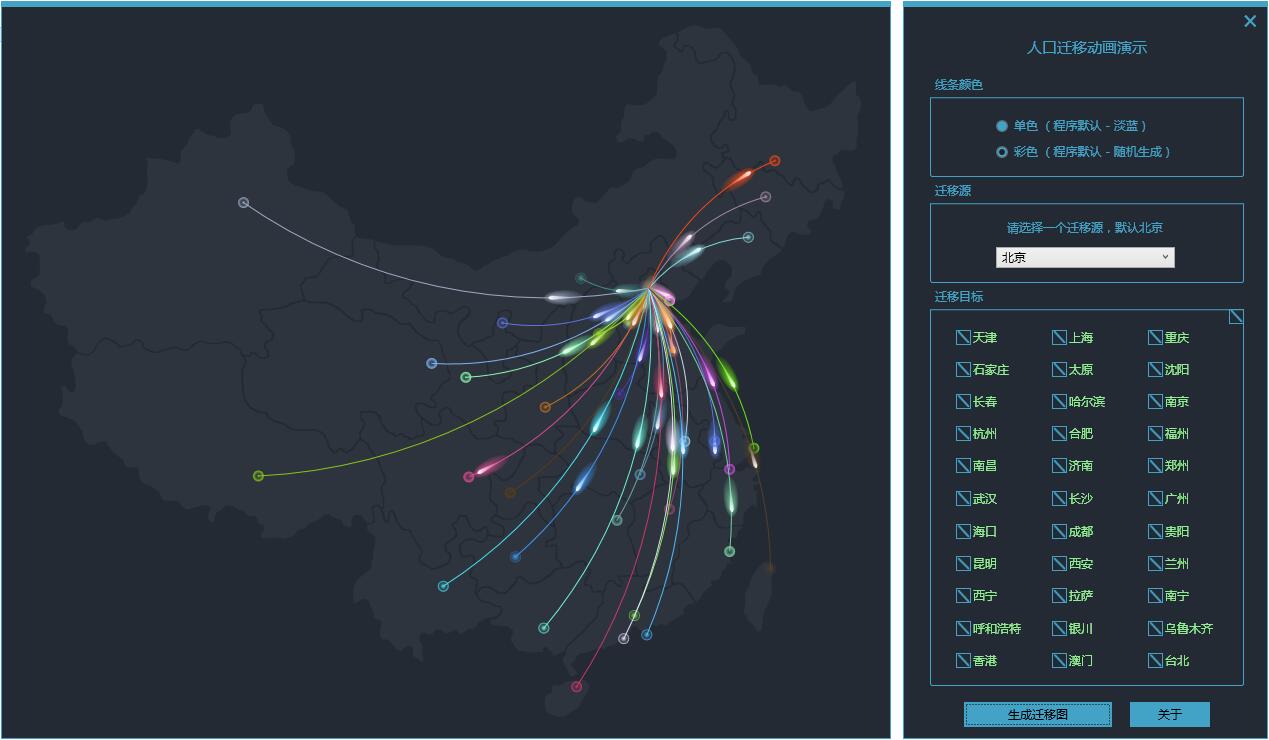 人口迁移动画演示
线条颜色
单色（程序默认 - 淡蓝）
彩色（程序默认 - 随机生成）
迁移源
请选择一个迁移源，默认北京
北京
迁移目标
天津 上海 重庆
石家庄 太原 沈阳
长春 哈尔滨 南京
杭州 合肥 福州
南昌 济南 郑州
武汉 长沙 广州
海口 成都 贵阳
昆明 西安 兰州
西宁 拉萨 南宁
呼和浩特 银川 乌鲁木齐
香港 澳门 台北
生成迁移图 关于